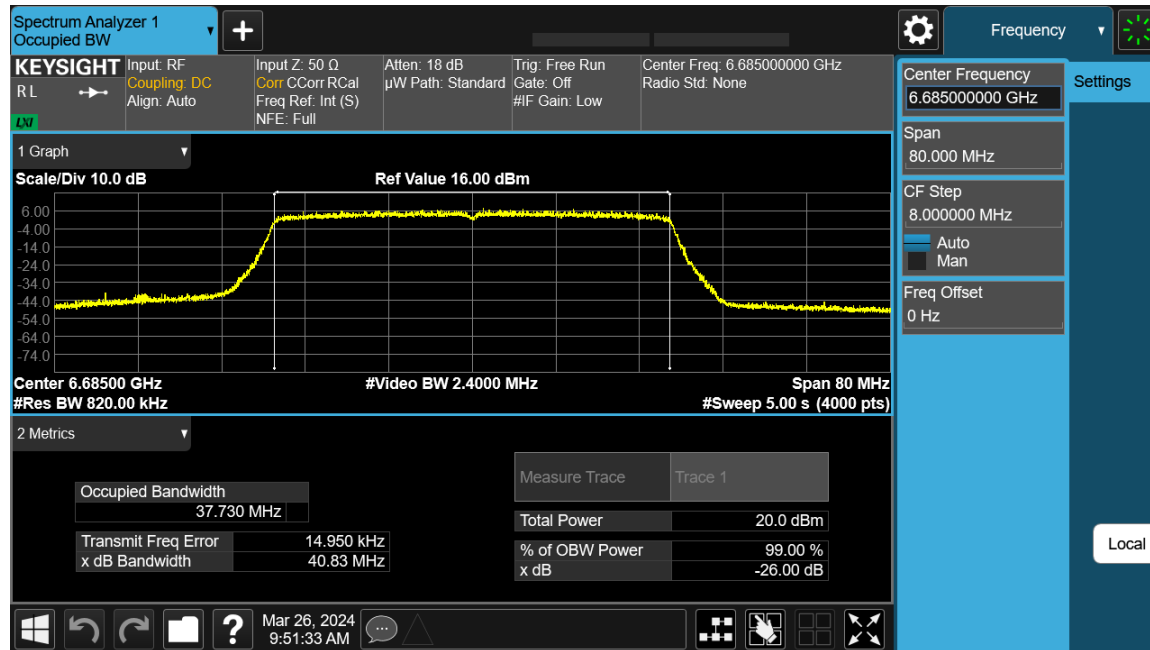 Spectrum Analyzer 1
Occupied BW
+
Frequency
KEYSIGHT
R L
LXI
Input: RF
Coupling: DC
Align: Auto
Input Z: 50 Ω
Corr CCorr RCal
Freq Ref: Int (S)
NFE: Full
Atten: 18 dB
µW Path: Standard
Trig: Free Run
Gate: Off
#IF Gain: Low
Center Freq: 6.685000000 GHz
Radio Std: None
Center Frequency
6.685000000 GHz
Settings
Span
80.000 MHz
CF Step
8.000000 MHz
Auto
Man
Freq Offset
0 Hz
Local
1 Graph
Scale/Div 10.0 dB
Ref Value 16.00 dBm
6.00
-4.00
-14.0
-24.0
-34.0
-44.0
-54.0
-64.0
-74.0
Center 6.68500 GHz
#Video BW 2.4000 MHz
Span 80 MHz
#Res BW 820.00 kHz
#Sweep 5.00 s (4000 pts)
2 Metrics
Occupied Bandwidth
37.730 MHz
Transmit Freq Error 14.950 kHz
x dB Bandwidth 40.83 MHz
Measure Trace Trace 1
Total Power 20.0 dBm
% of OBW Power 99.00 %
x dB -26.00 dB
?
Mar 26, 2024
9:51:33 AM